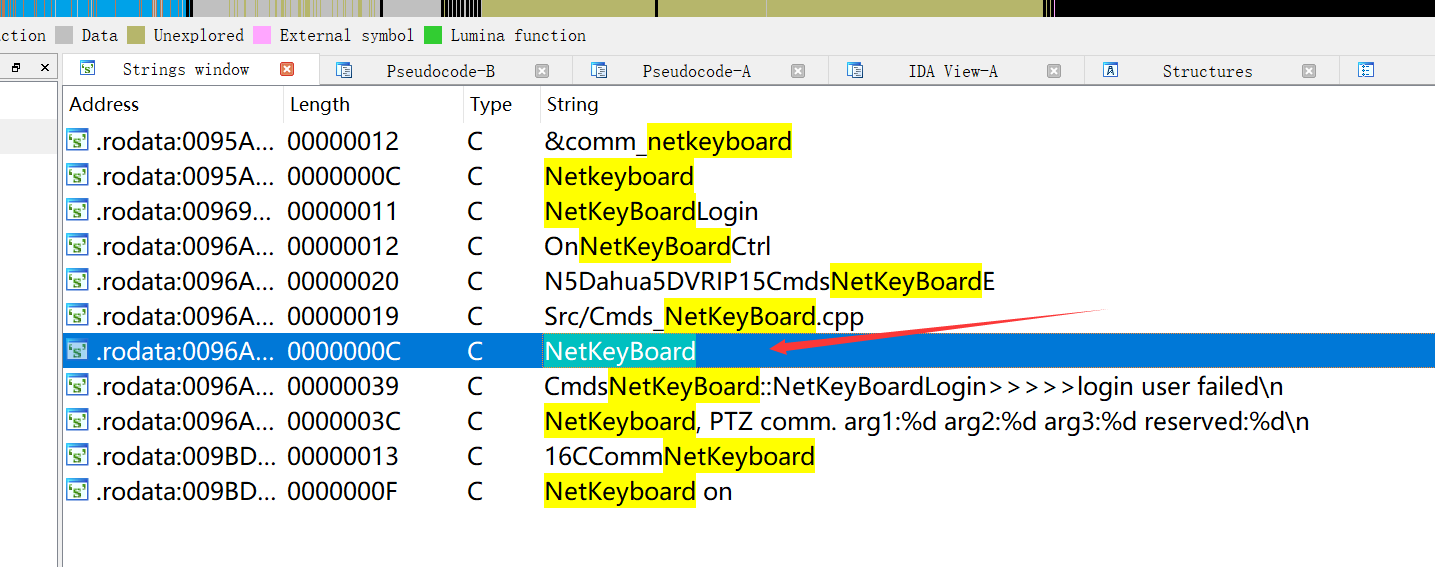 ction Data Unexplored External symbol Lumina function
Strings window Pseudocode-B Pseudocode-A IDA View-A Structures
Address Length Type String
.rodata:0095A... 00000012 C &comm_netkeyboard
.rodata:0095A... 0000000C C Netkeyboard
.rodata:00969... 00000011 C NetKeyBoardLogin
.rodata:0096A... 00000012 C OnNetKeyBoardCtrl
.rodata:0096A... 00000020 C N5Dahua5DVRIP15CmdsNetKeyBoardE
.rodata:0096A... 00000019 C Src/Cmds_NetKeyBoard.cpp
.rodata:0096A... 0000000C C NetKeyBoard
.rodata:0096A... 00000039 C CmdsNetKeyBoard::NetKeyBoardLogin>>>>>login user failed\n
.rodata:0096A... 0000003C C NetKeyboard, PTZ comm. arg1:%d arg2:%d arg3:%d reserved:%d\n
.rodata:009BD... 00000013 C 16CCommNetKeyboard
.rodata:009BD... 0000000F C NetKeyboard on